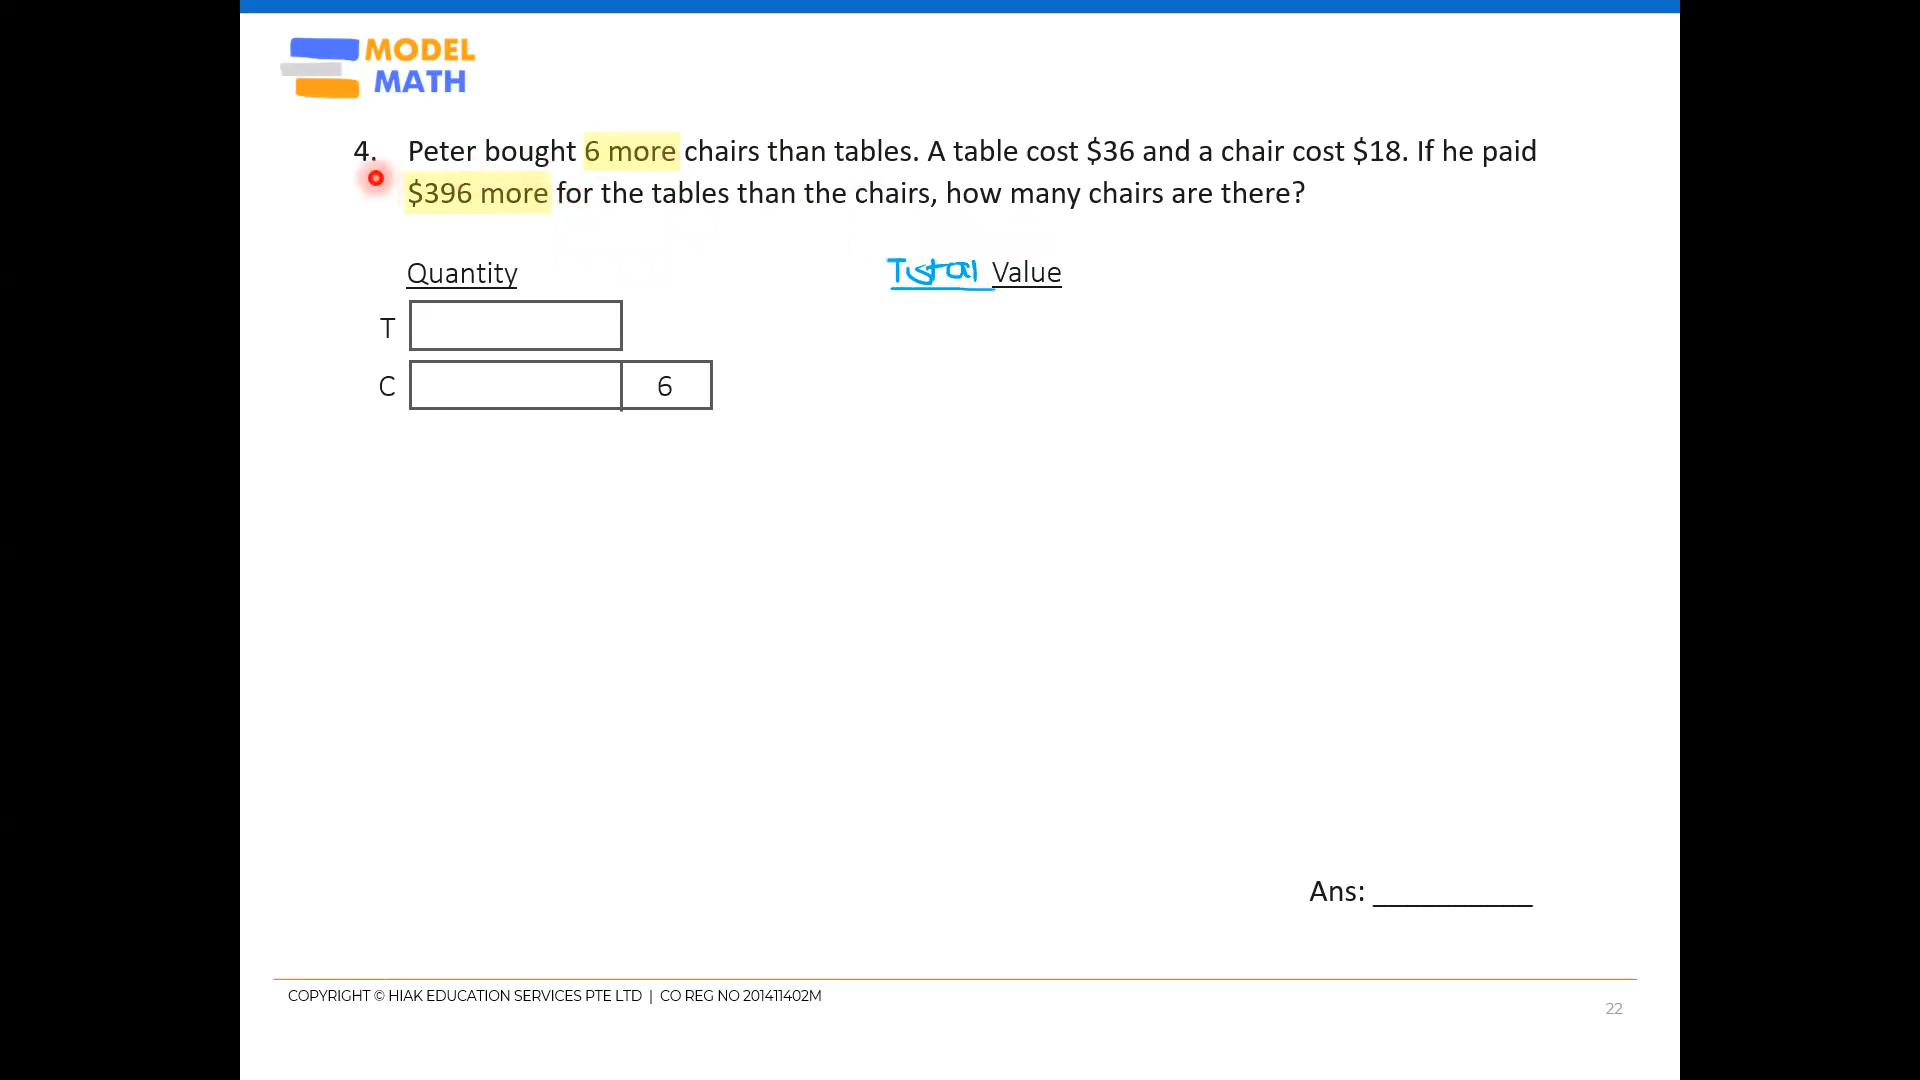 MODEL
MATH
4. Peter bought 6 more chairs than tables. A table cost $36 and a chair cost $18. If he paid
$396 more for the tables than the chairs, how many chairs are there?
Quantity
Total Value
T
C 6
Ans: __________
COPYRIGHT © HIAK EDUCATION SERVICES PTE LTD | CO REG NO 201411402M
22